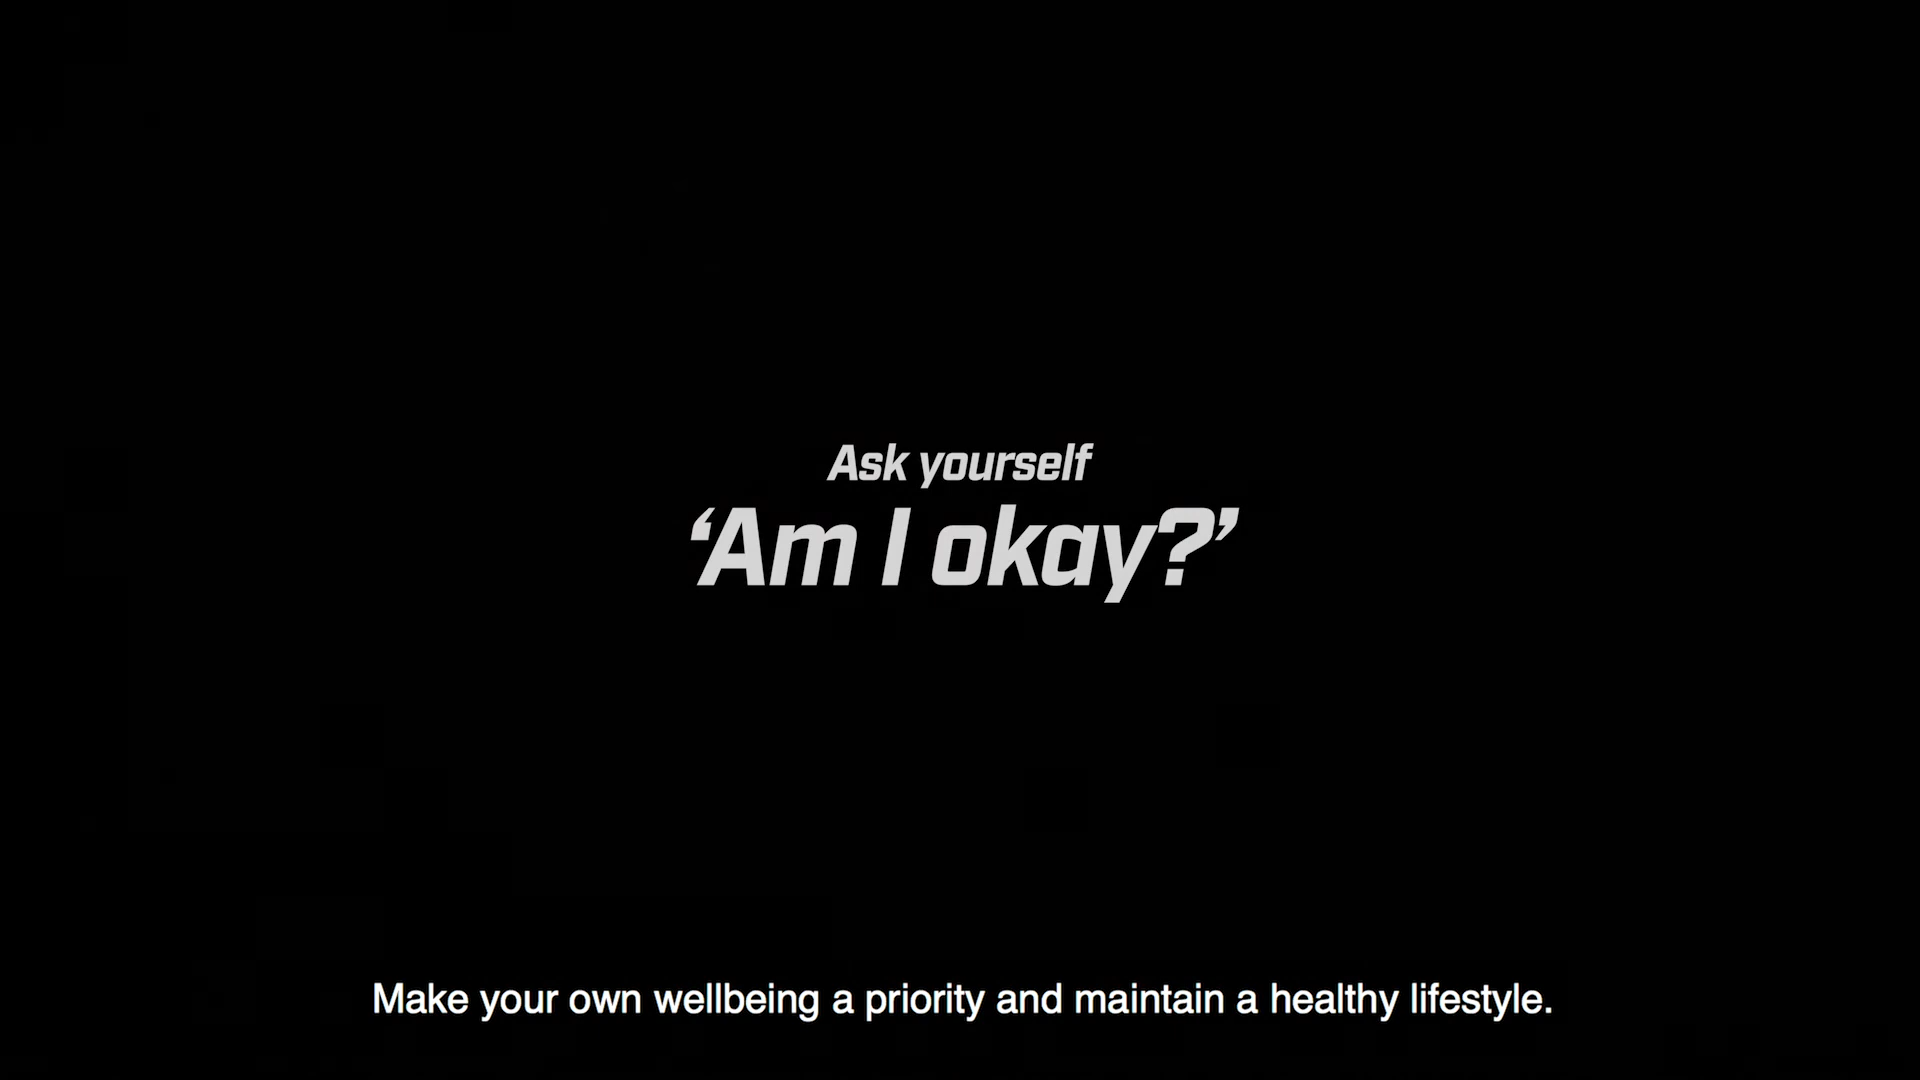 Ask yourself
‘Am I okay?’
Make your own wellbeing a priority and maintain a healthy lifestyle.